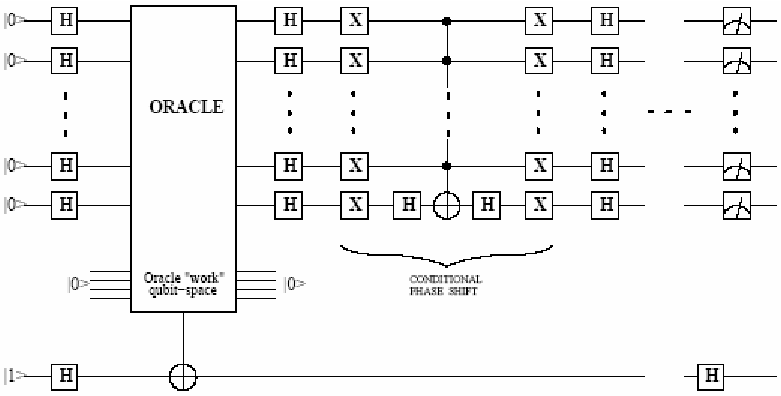 |0> H H X X H
|0> H H X X H
ORACLE
|0> H H X X H
|0> H H X H H X H
|0> Oracle "work" |0>
qubit-space
CONDITIONAL
PHASE SHIFT
|1> H H